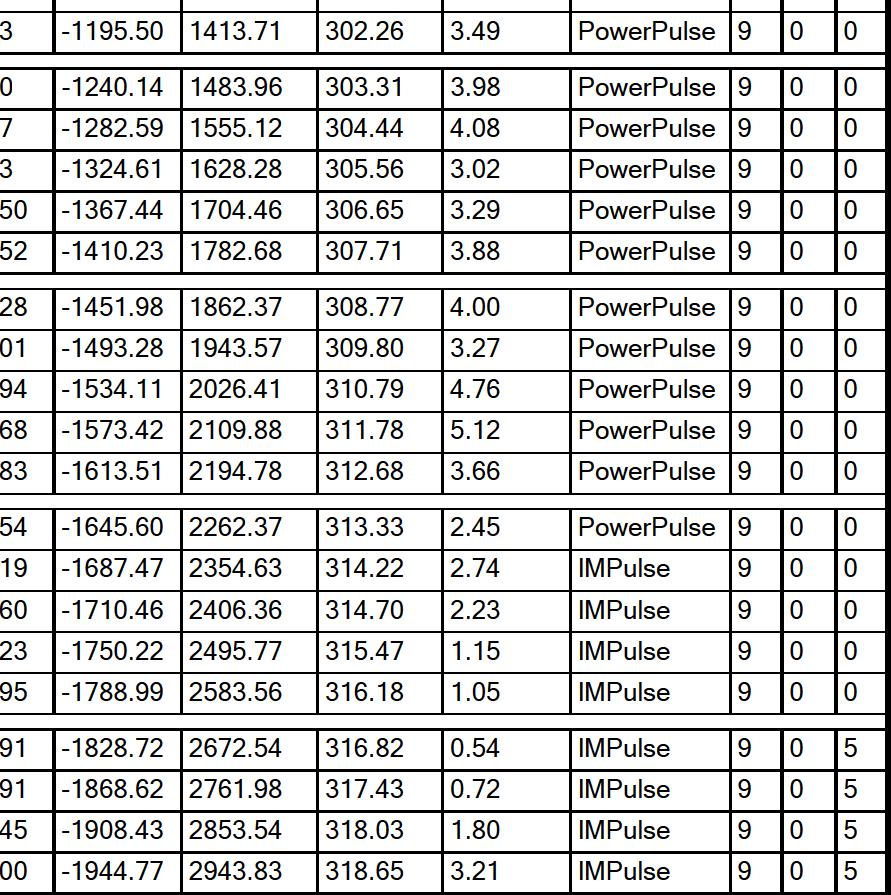 3 -1195.50 1413.71 302.26 3.49 PowerPulse 9 0 0
0 -1240.14 1483.96 303.31 3.98 PowerPulse 9 0 0
7 -1282.59 1555.12 304.44 4.08 PowerPulse 9 0 0
3 -1324.61 1628.28 305.56 3.02 PowerPulse 9 0 0
50 -1367.44 1704.46 306.65 3.29 PowerPulse 9 0 0
52 -1410.23 1782.68 307.71 3.88 PowerPulse 9 0 0
28 -1451.98 1862.37 308.77 4.00 PowerPulse 9 0 0
01 -1493.28 1943.57 309.80 3.27 PowerPulse 9 0 0
94 -1534.11 2026.41 310.79 4.76 PowerPulse 9 0 0
68 -1573.42 2109.88 311.78 5.12 PowerPulse 9 0 0
83 -1613.51 2194.78 312.68 3.66 PowerPulse 9 0 0
54 -1645.60 2262.37 313.33 2.45 PowerPulse 9 0 0
19 -1687.47 2354.63 314.22 2.74 IMPulse 9 0 0
60 -1710.46 2406.36 314.70 2.23 IMPulse 9 0 0
23 -1750.22 2495.77 315.47 1.15 IMPulse 9 0 0
95 -1788.99 2583.56 316.18 1.05 IMPulse 9 0 0
91 -1828.72 2672.54 316.82 0.54 IMPulse 9 0 5
91 -1868.62 2761.98 317.43 0.72 IMPulse 9 0 5
45 -1908.43 2853.54 318.03 1.80 IMPulse 9 0 5
00 -1944.77 2943.83 318.65 3.21 IMPulse 9 0 5